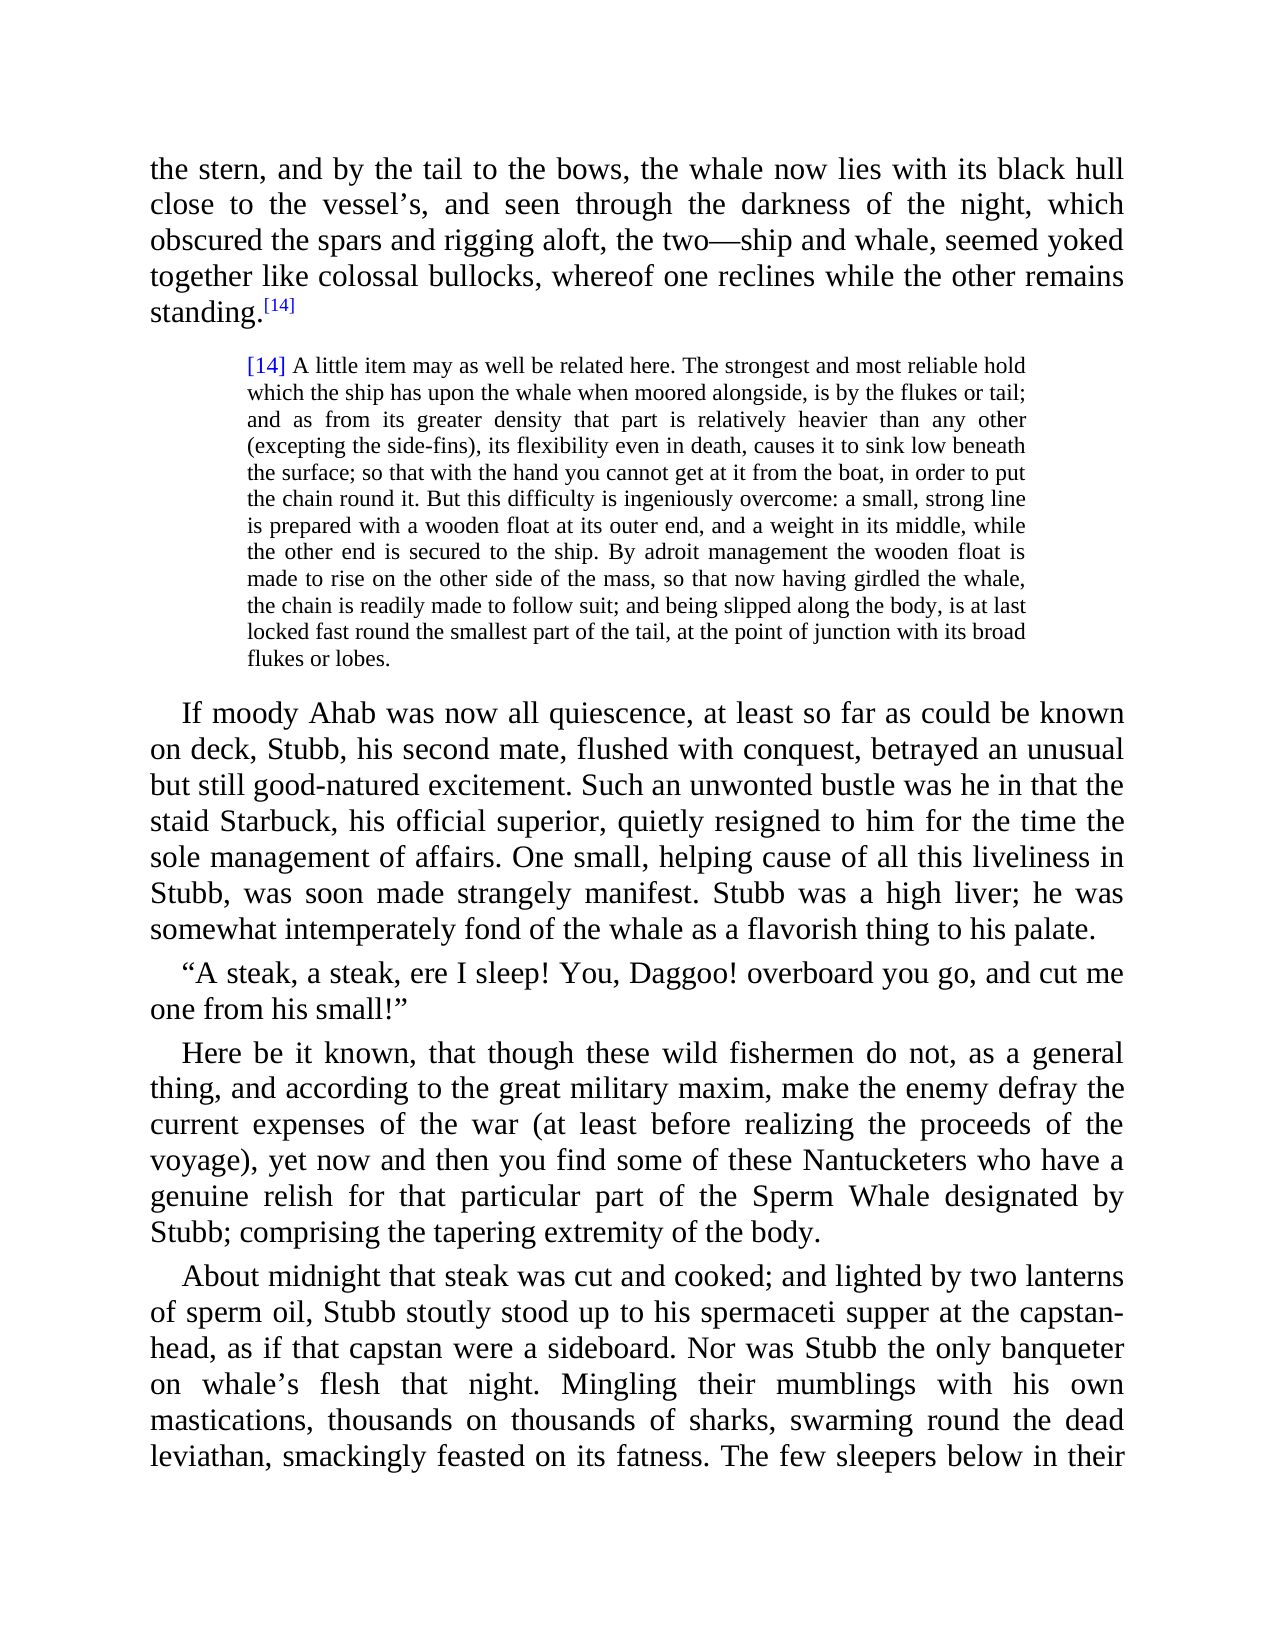 the stern, and by the tail to the bows, the whale now lies with its black hull
close to the vessel’s, and seen through the darkness of the night, which
obscured the spars and rigging aloft, the two—ship and whale, seemed yoked
together like colossal bullocks, whereof one reclines while the other remains
standing.[14]
[14] A little item may as well be related here. The strongest and most reliable hold
which the ship has upon the whale when moored alongside, is by the flukes or tail;
and as from its greater density that part is relatively heavier than any other
(excepting the side-fins), its flexibility even in death, causes it to sink low beneath
the surface; so that with the hand you cannot get at it from the boat, in order to put
the chain round it. But this difficulty is ingeniously overcome: a small, strong line
is prepared with a wooden float at its outer end, and a weight in its middle, while
the other end is secured to the ship. By adroit management the wooden float is
made to rise on the other side of the mass, so that now having girdled the whale,
the chain is readily made to follow suit; and being slipped along the body, is at last
locked fast round the smallest part of the tail, at the point of junction with its broad
flukes or lobes.
If moody Ahab was now all quiescence, at least so far as could be known
on deck, Stubb, his second mate, flushed with conquest, betrayed an unusual
but still good-natured excitement. Such an unwonted bustle was he in that the
staid Starbuck, his official superior, quietly resigned to him for the time the
sole management of affairs. One small, helping cause of all this liveliness in
Stubb, was soon made strangely manifest. Stubb was a high liver; he was
somewhat intemperately fond of the whale as a flavorish thing to his palate.
“A steak, a steak, ere I sleep! You, Daggoo! overboard you go, and cut me
one from his small!”
Here be it known, that though these wild fishermen do not, as a general
thing, and according to the great military maxim, make the enemy defray the
current expenses of the war (at least before realizing the proceeds of the
voyage), yet now and then you find some of these Nantucketers who have a
genuine relish for that particular part of the Sperm Whale designated by
Stubb; comprising the tapering extremity of the body.
About midnight that steak was cut and cooked; and lighted by two lanterns
of sperm oil, Stubb stoutly stood up to his spermaceti supper at the capstan-
head, as if that capstan were a sideboard. Nor was Stubb the only banqueter
on whale’s flesh that night. Mingling their mumblings with his own
mastications, thousands on thousands of sharks, swarming round the dead
leviathan, smackingly feasted on its fatness. The few sleepers below in their